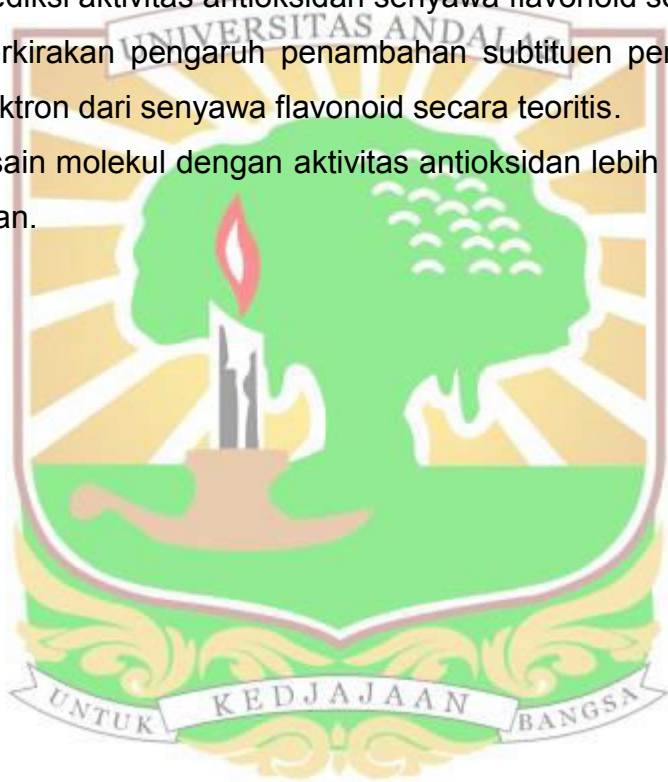 ediksi aktivitas antioksidan senyawa flavonoid
UNIVERSITAS ANDALAS
rkirakan pengaruh penambahan subtituen
ktron dari senyawa flavonoid secara teoritis.
sain molekul dengan aktivitas antioksidan lebih
an.
UNTUK KEDJAJAAN BANGSA